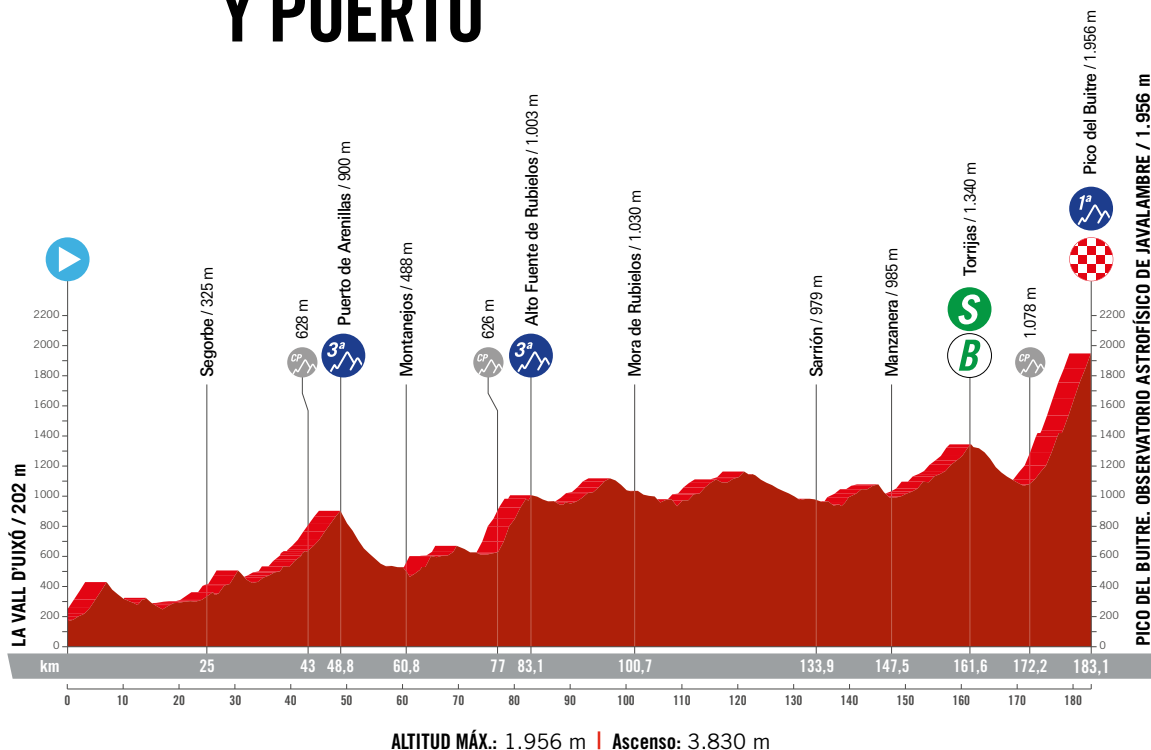 Y PUERTO
LA VALL D'UIXÓ / 202 m
Segorbe / 325 m
CP
628 m
3ª
Puerto de Arenillas / 900 m
Montanejos / 488 m
CP
626 m
3ª
Alto Fuente de Rubielos / 1.003 m
Mora de Rubielos / 1.030 m
Sarrión / 979 m
Manzanera / 985 m
Torrijas / 1.340 m
S
B
CP
1.078 m
Pico del Buitre / 1.956 m
1ª
PICO DEL BUITRE. OBSERVATORIO ASTROFÍSICO DE JAVALAMBRE / 1.956 m
2200 2200
2000 2000
1800 1800
1600 1600
1400 1400
1200 1200
1000 1000
800 800
600 600
400 400
200 200
0 0
km 25 43 48,8 60,8 77 83,1 100,7 133,9 147,5 161,6 172,2 183,1
0 10 20 30 40 50 60 70 80 90 100 110 120 130 140 150 160 170 180
ALTITUD MÁX.: 1.956 m | Ascenso: 3.830 m